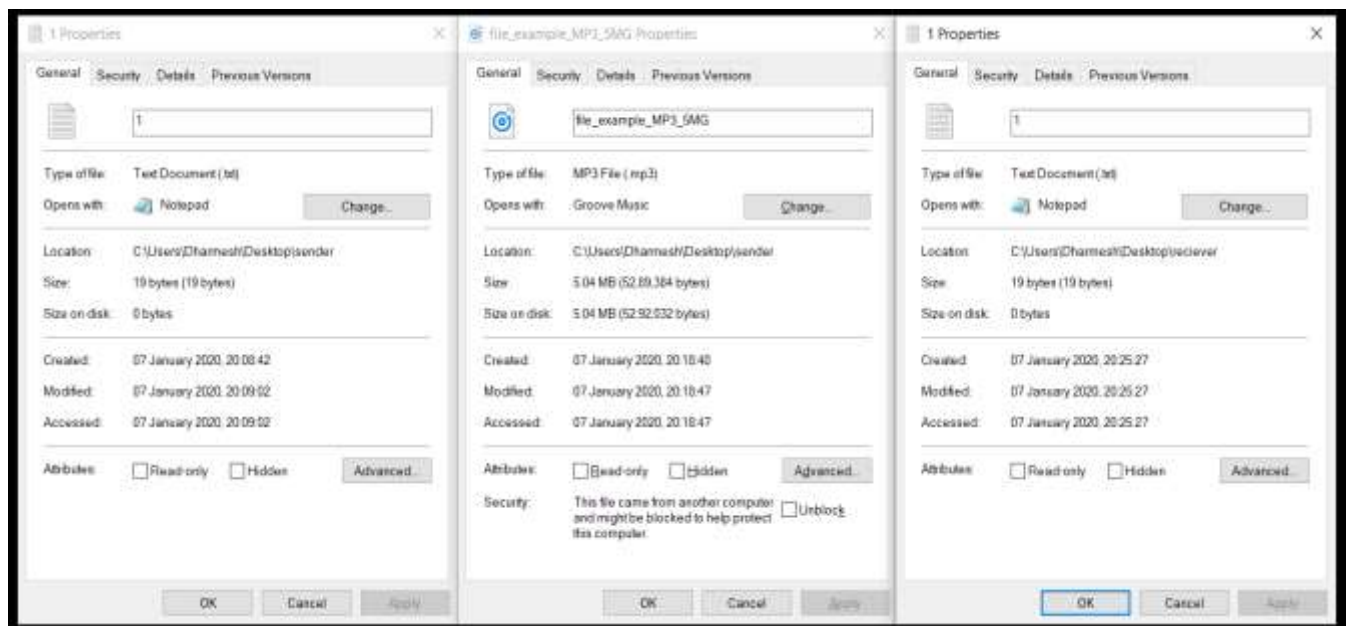 1 Properties
General Security Details Previous Versions
1
Type of file: Text Document (.txt)
Opens with: Notepad Change...
Location: C:\Users\Dharmesh\Desktop\sender
Size: 19 bytes (19 bytes)
Size on disk: 0 bytes
Created: 07 January 2020, 20:08:42
Modified: 07 January 2020, 20:09:02
Accessed: 07 January 2020, 20:09:02
Attributes: Read-only Hidden Advanced...
OK Cancel Apply
file_example_MP3_5MG Properties
General Security Details Previous Versions
file_example_MP3_5MG
Type of file: MP3 File (.mp3)
Opens with: Groove Music Change...
Location: C:\Users\Dharmesh\Desktop\sender
Size: 5.04 MB (52,89,384 bytes)
Size on disk: 5.04 MB (52,92,032 bytes)
Created: 07 January 2020, 20:18:40
Modified: 07 January 2020, 20:18:47
Accessed: 07 January 2020, 20:18:47
Attributes: Read-only Hidden Advanced...
Security: This file came from another computer
and might be blocked to help protect
this computer.
Unblock
OK Cancel Apply
1 Properties
General Security Details Previous Versions
1
Type of file: Text Document (.txt)
Opens with: Notepad Change...
Location: C:\Users\Dharmesh\Desktop\reciever
Size: 19 bytes (19 bytes)
Size on disk: 0 bytes
Created: 07 January 2020, 20:25:27
Modified: 07 January 2020, 20:25:27
Accessed: 07 January 2020, 20:25:27
Attributes: Read-only Hidden Advanced...
OK Cancel Apply